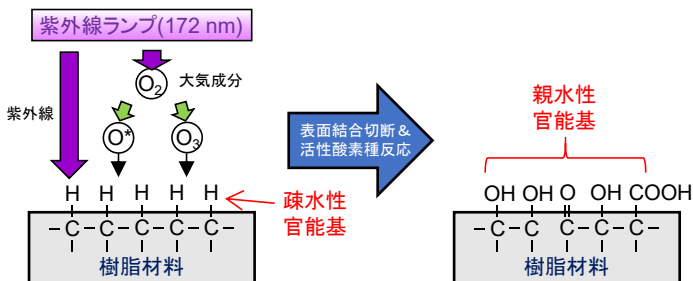 紫外線ランプ(172 nm)
O2
大気成分
紫外線
O*
O3
H H H H H
疎水性
官能基
-C-C-C-C-C-
樹脂材料
表面結合切断&
活性酸素種反応
親水性
官能基
OH OH O OH COOH
-C-C-C-C-C-
樹脂材料